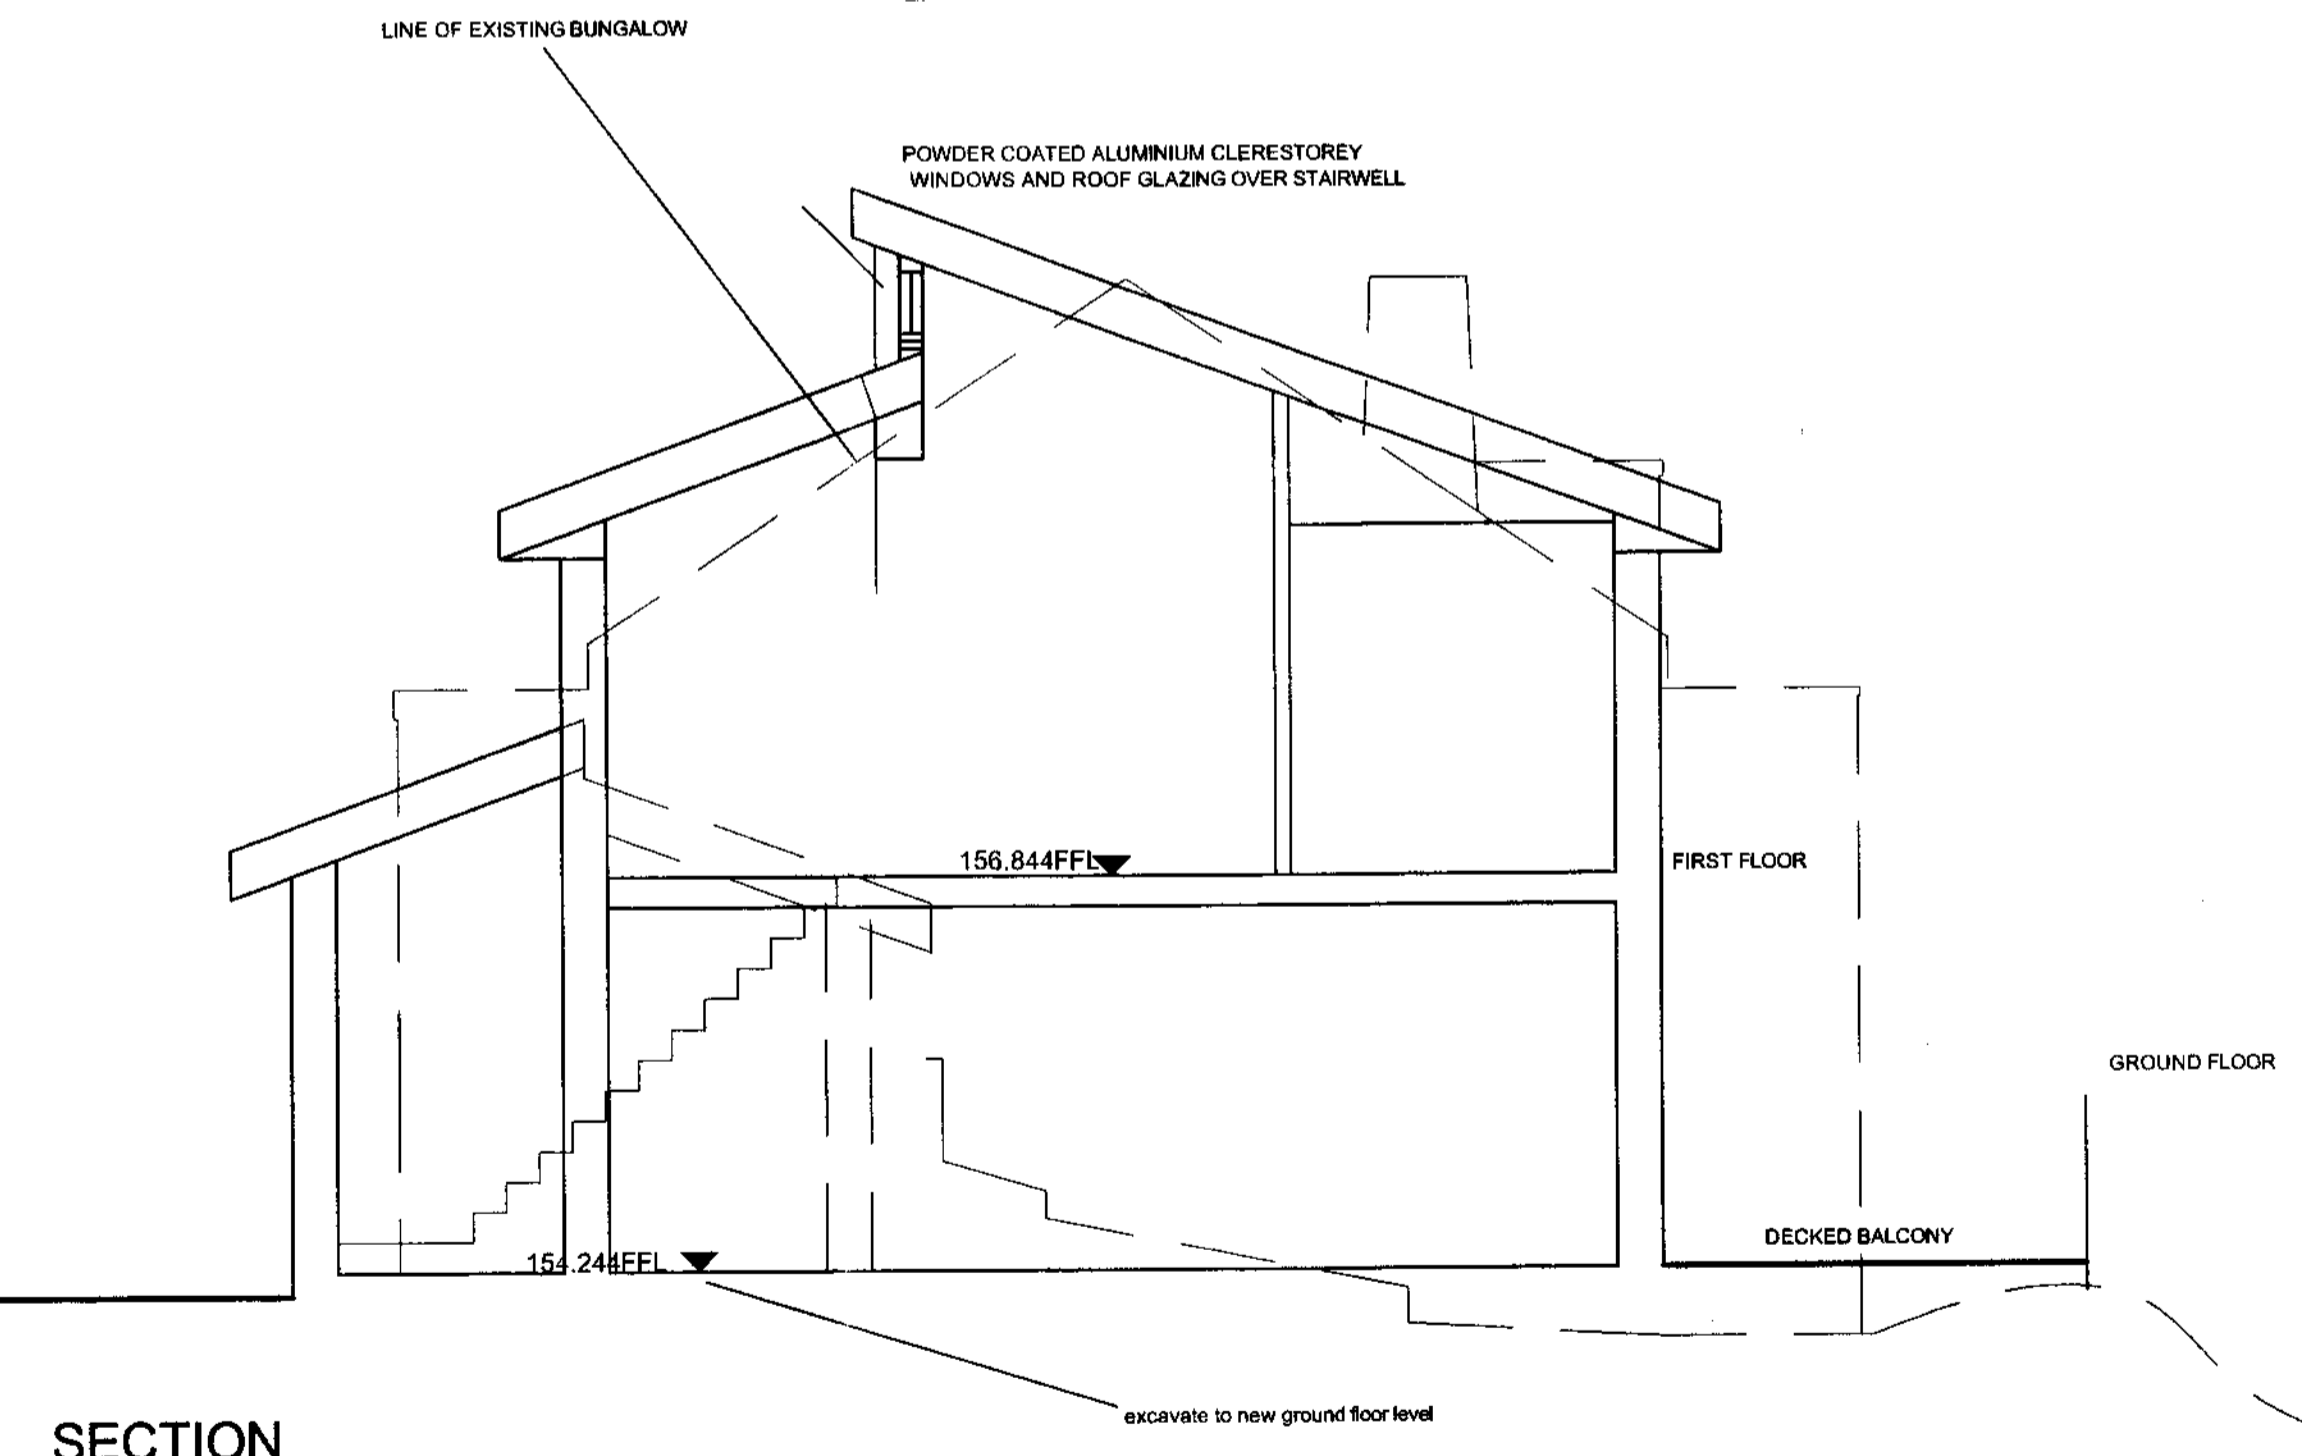 LINE OF EXISTING BUNGALOW
POWDER COATED ALUMINIUM CLERESTOREY
WINDOWS AND ROOF GLAZING OVER STAIRWELL
156.844FFL
FIRST FLOOR
GROUND FLOOR
DECKED BALCONY
154.244FFL
excavate to new ground floor level
SECTION